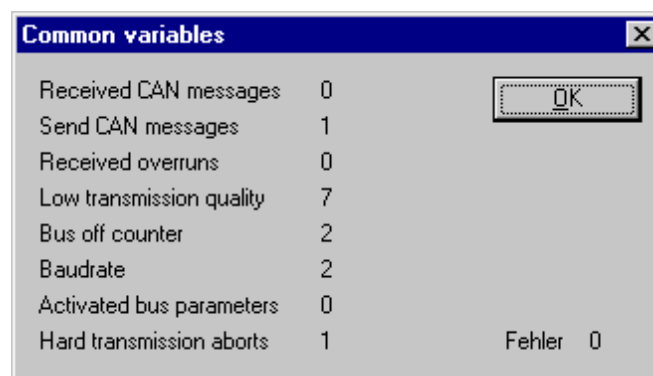 Common variables
Received CAN messages 0
OK
Send CAN messages 1
Received overruns 0
Low transmission quality 7
Bus off counter 2
Baudrate 2
Activated bus parameters 0
Hard transmission aborts 1 Fehler 0